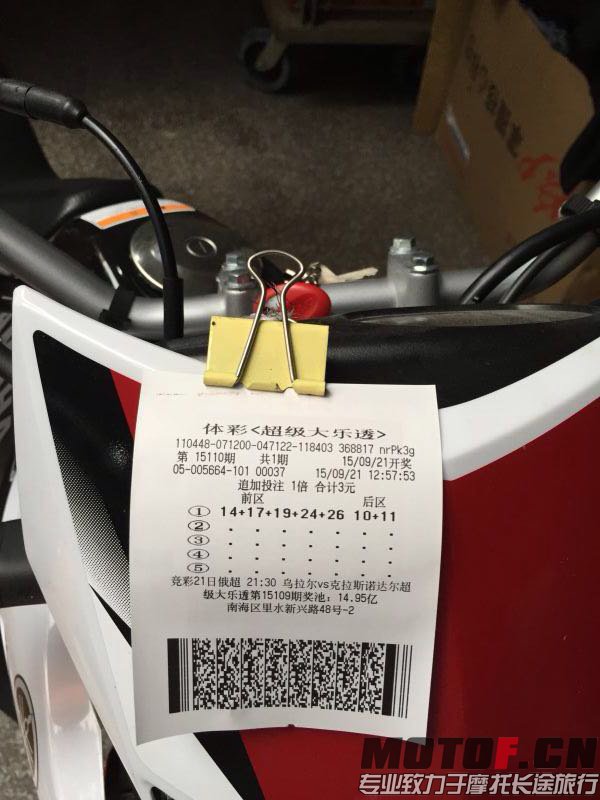 体彩<超级大乐透>
110448-071200-047122-118403 368817 nrPk3g
第 15110期 共1期 15/09/21开奖
05-005664-101 00037 15/09/21 12:57:53
追加投注 1倍 合计3元
前区 后区
① 14+17+19+24+26 10+11
② . . . . . . .
③ . . . . . . .
④ . . . . . . .
⑤ . . . . . . .
竞彩21日俄超 21:30 乌拉尔vs克拉斯诺达尔超
级大乐透第15109期奖池：14.95亿
南海区里水新兴路48号-2
MOTOF.CN
专业致力于摩托长途旅行